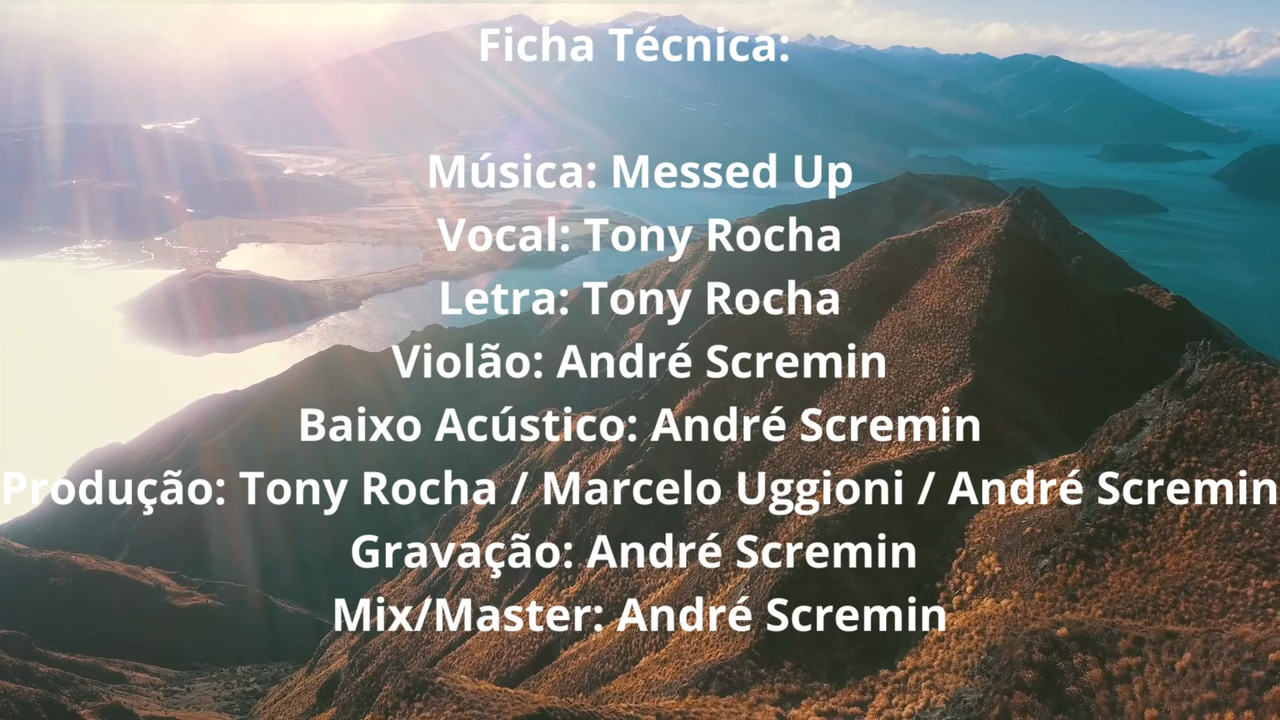 Ficha Técnica:
Música: Messed Up
Vocal: Tony Rocha
Letra: Tony Rocha
Violão: André Scremin
Baixo Acústico: André Scremin
Produção: Tony Rocha / Marcelo Uggioni / André Scremin
Gravação: André Scremin
Mix/Master: André Scremin